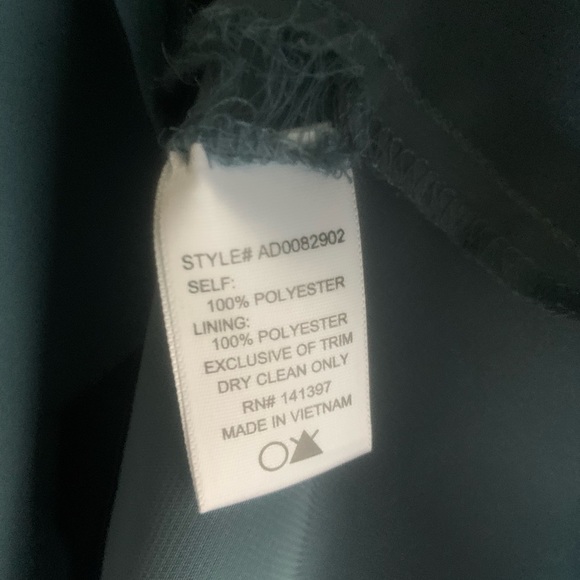 STYLE# AD0082902
SELF:
100% POLYESTER
LINING:
100% POLYESTER
EXCLUSIVE OF TRIM
DRY CLEAN ONLY
RN# 141397
MADE IN VIETNAM